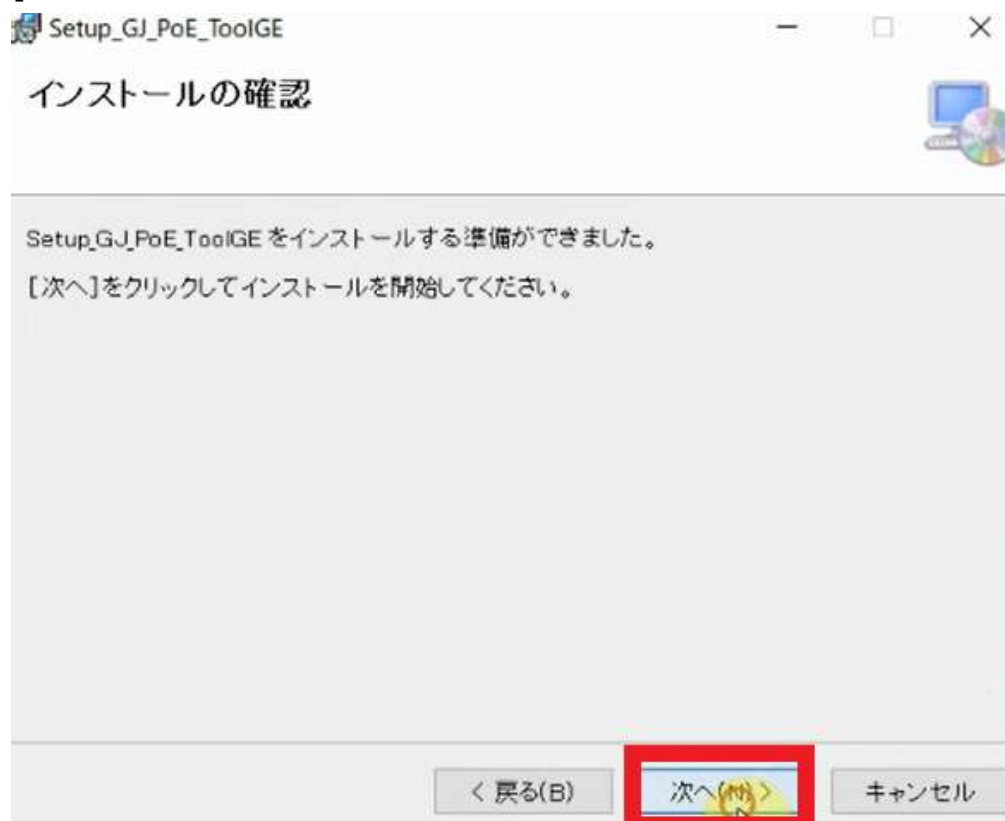 Setup_GJ_PoE_ToolGE
インストールの確認
Setup_GJ_PoE_ToolGE をインストールする準備ができました。
[次へ]をクリックしてインストールを開始してください。
< 戻る(B)
次へ(N) >
キャンセル